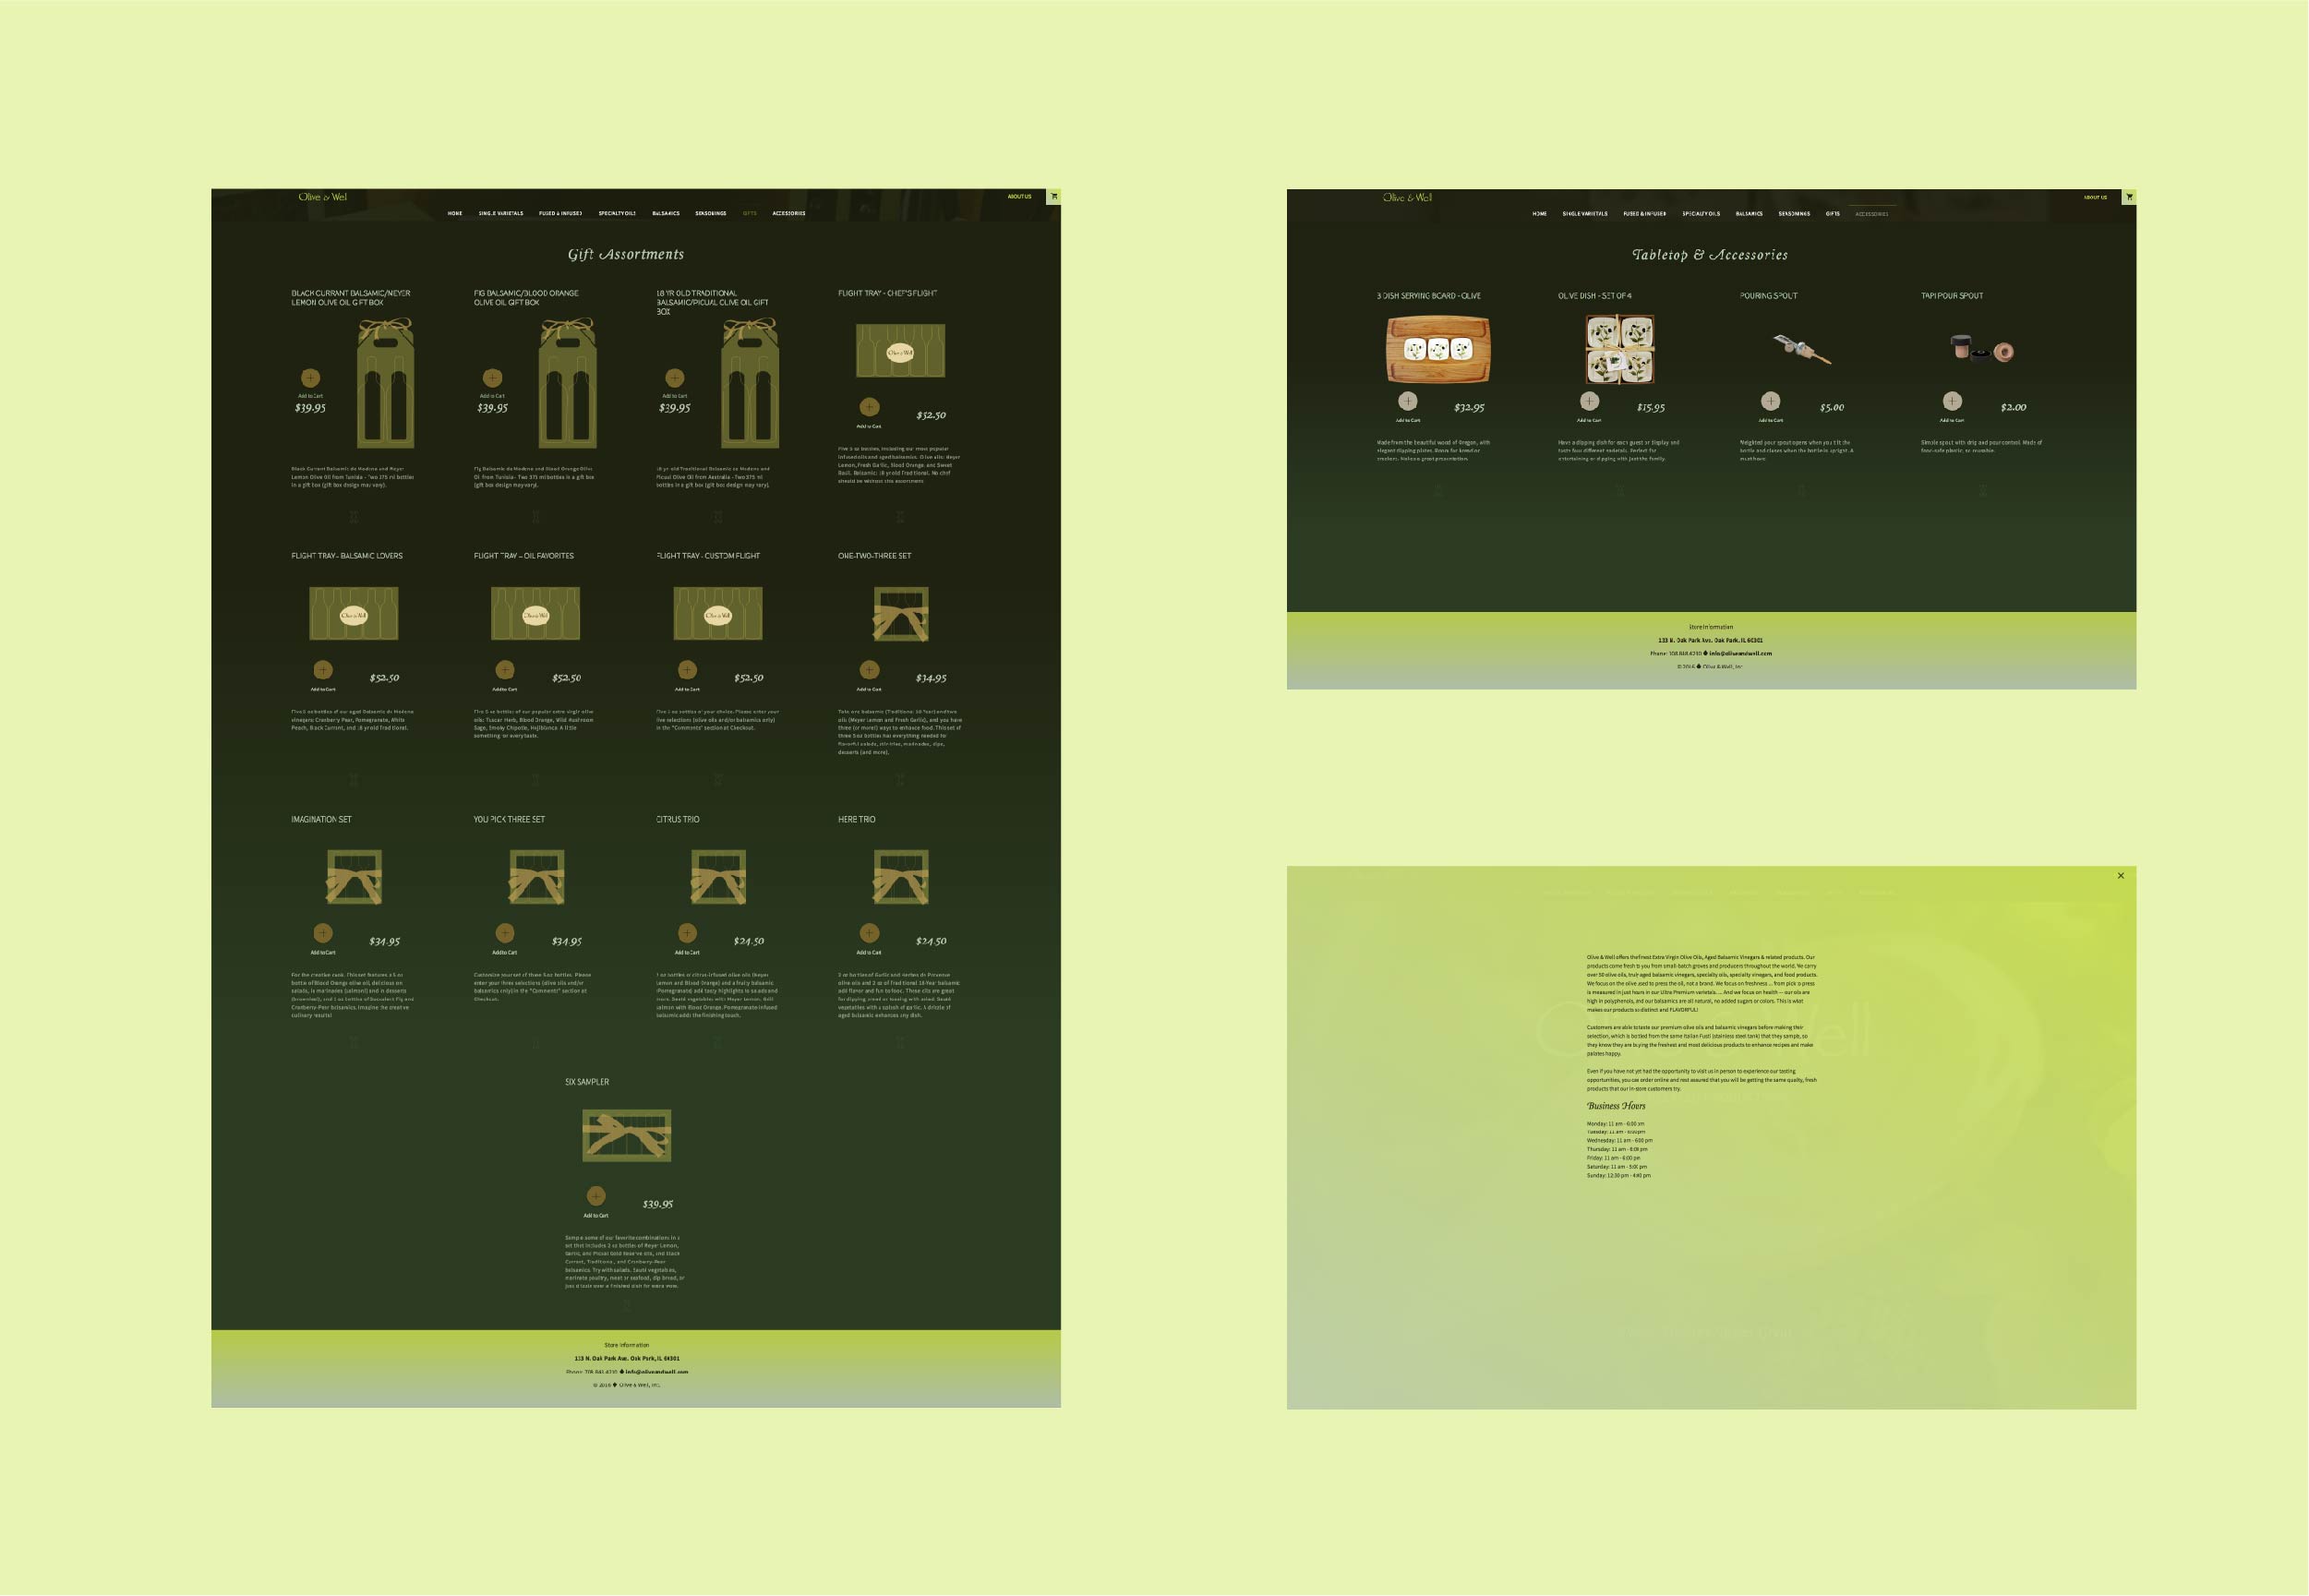 Olive & Well
ABOUT US
HOME SINGLE VARIETALS FUSED & INFUSED SPECIALTY OILS BALSAMICS SEASONINGS GIFTS ACCESSORIES
Gift Assortments
BLACK CURRANT BALSAMIC/MEYER
LEMON OLIVE OIL GIFT BOX
Add to Cart
$39.95
Black Currant Balsamic de Modena and Meyer
Lemon Olive Oil from Tunisia - Two 375 ml bottles
in a gift box (gift box design may vary).
FIG BALSAMIC/BLOOD ORANGE
OLIVE OIL GIFT BOX
Add to Cart
$39.95
Fig Balsamic de Modena and Blood Orange Olive
Oil from Tunisia - Two 375 ml bottles in a gift box
(gift box design may vary).
18 YR OLD TRADITIONAL
BALSAMIC/PICUAL OLIVE OIL GIFT
BOX
Add to Cart
$39.95
18 yr old Traditional Balsamic de Modena and
Picual Olive Oil from Australia - Two 375 ml
bottles in a gift box (gift box design may vary).
FLIGHT TRAY - CHEF'S FLIGHT
Olive & Well
Add to Cart
$52.50
Five 5 oz bottles, including our most popular
infused oils and aged balsamics. Olive oils: Meyer
Lemon, Fresh Garlic, Blood Orange, and Sweet
Basil. Balsamic: 18 yr old Traditional. No chef
should be without this assortment
FLIGHT TRAY - BALSAMIC LOVERS
Olive & Well
Add to Cart
$52.50
Five 5 oz bottles of our aged Balsamic de Modena
vinegars: Cranberry Pear, Pomegranate, White
Peach, Black Currant, and 18 yr old Traditional.
FLIGHT TRAY – OIL FAVORITES
Olive & Well
Add to Cart
$52.50
Five 5 oz bottles of our popular extra virgin olive
oils: Tuscan Herb, Blood Orange, Wild Mushroom
Sage, Smoky Chipotle, Hojiblanca. A little
something for every taste.
FLIGHT TRAY - CUSTOM FLIGHT
Olive & Well
Add to Cart
$52.50
Five 5 oz bottles of your choice. Please enter your
five selections (olive oils and/or balsamics only)
in the "Comments" section at Checkout.
ONE-TWO-THREE SET
Add to Cart
$34.95
Take one balsamic (Traditional 18 Year) and two
oils (Meyer Lemon and Fresh Garlic), and you have
three (or more!) ways to enhance food. This set of
three 5 oz bottles has everything needed for
flavorful salads, stir-fries, marinades, dips,
desserts (and more).
IMAGINATION SET
Add to Cart
$34.95
For the creative cook. This set features a 5 oz
bottle of Blood Orange olive oil, delicious on
salads, in marinades (salmon!) and in desserts
(brownies!), and 5 oz bottles of Succulent Fig and
Cranberry-Pear balsamics. Imagine the creative
culinary results!
YOU PICK THREE SET
Add to Cart
$34.95
Customize your set of three 5 oz bottles. Please
enter your three selections (olive oils and/or
balsamics only) in the "Comments" section at
Checkout.
CITRUS TRIO
Add to Cart
$24.50
2 oz bottles of citrus-infused olive oils (Meyer
Lemon and Blood Orange) and a fruity balsamic
(Pomegranate) add tasty highlights to salads and
more. Sauté vegetables with Meyer Lemon. Grill
salmon with Blood Orange. Pomegranate infused
balsamic adds the finishing touch.
HERB TRIO
Add to Cart
$24.50
2 oz bottles of Garlic and Herbes de Provence
olive oils and 2 oz of Traditional 18-Year balsamic
add flavor and fun to foods. These oils are great
for dipping bread or tossing with salad. Sauté
vegetables with a splash of garlic. A drizzle of
aged balsamic enhances any dish.
SIX SAMPLER
Add to Cart
$39.95
Sample some of our favorite combinations in a
set that includes 2 oz bottles of Meyer Lemon,
Garlic, and Picual Gold Reserve oils, and Black
Currant, Traditional, and Cranberry-Pear
balsamics. Try with salads. Sauté vegetables,
marinate poultry, meat or seafood, dip bread, or
Store Information
133 N. Oak Park Ave. Oak Park, IL 60301
Phone: 708.848.4230 info@oliveandwell.com
© 2016 Olive & Well, Inc.
Olive & Well
ABOUT US
HOME SINGLE VARIETALS FUSED & INFUSED SPECIALTY OILS BALSAMICS SEASONINGS GIFTS ACCESSORIES
Tabletop & Accessories
3 DISH SERVING BOARD - OLIVE
$32.95
Add to Cart
Made from the beautiful wood of Oregon, with
elegant dipping plates. Room for bread or
crackers. Makes a great presentation.
OLIVE DISH - SET OF 4
$15.95
Add to Cart
Have a dipping dish for each guest or display and
taste four different varietals. Perfect for
entertaining or dipping with just the family.
POURING SPOUT
$5.00
Add to Cart
Weighted pour spout opens when you tilt the
bottle and closes when the bottle is upright. A
must have.
TAPI POUR SPOUT
$2.00
Add to Cart
Simple spout with drip and pour control. Made of
food-safe plastic, so reusable.
Store Information
133 N. Oak Park Ave. Oak Park, IL 60301
Phone: 708.848.4230 info@oliveandwell.com
© 2016 Olive & Well, Inc
Olive & Well offers the finest Extra Virgin Olive Oils, Aged Balsamic Vinegars & related products. Our
products come fresh to you from small-batch groves and producers throughout the world. We carry
over 50 olive oils, truly aged balsamic vinegars, specialty oils, specialty vinegars, and food products.
We focus on the olive used to press the oil, not a brand. We focus on freshness ... from pick to press
is measured in just hours in our Ultra Premium varietals. ... And we focus on health -- our oils are
high in polyphenols, and our balsamics are all natural, no added sugars or colors. This is what
makes our products so distinct and FLAVORFUL!
Customers are able to taste our premium olive oils and balsamic vinegars before making their
selection, which is bottled from the same Italian Fusti (stainless steel tank) that they sample, so
they know they are buying the freshest and most delicious products to enhance recipes and make
palates happy.
Even if you have not yet had the opportunity to visit us in person to experience our tasting
opportunities, you can order online and rest assured that you will be getting the same quality, fresh
products that our in-store customers try.
Business Hours
Monday: 11 am - 6:00 pm
Tuesday: 11 am - 6:00 pm
Wednesday: 11 am - 6:00 pm
Thursday: 11 am - 6:00 pm
Friday: 11 am - 6:00 pm
Saturday: 11 am - 5:00 pm
Sunday: 12:30 pm - 4:40 pm